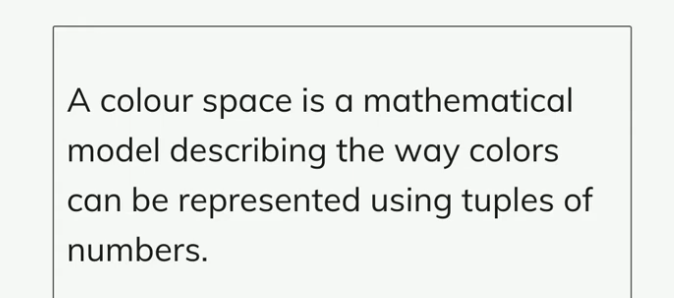 A colour space is a mathematical
model describing the way colors
can be represented using tuples of
numbers.